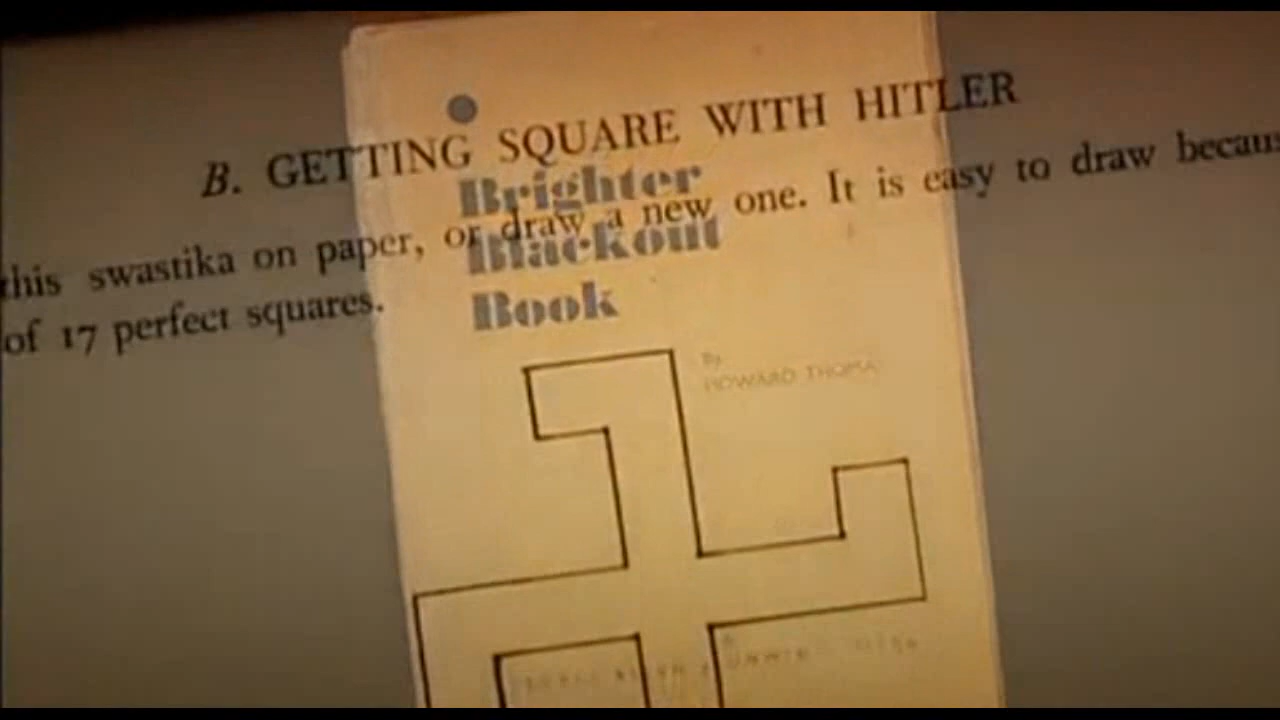 B. GETTING SQUARE WITH HITLER
this swastika on paper, or draw a new one. It is easy to draw becau
of 17 perfect squares.
Brighter
Blackout
Book
By
HOWARD THOMA